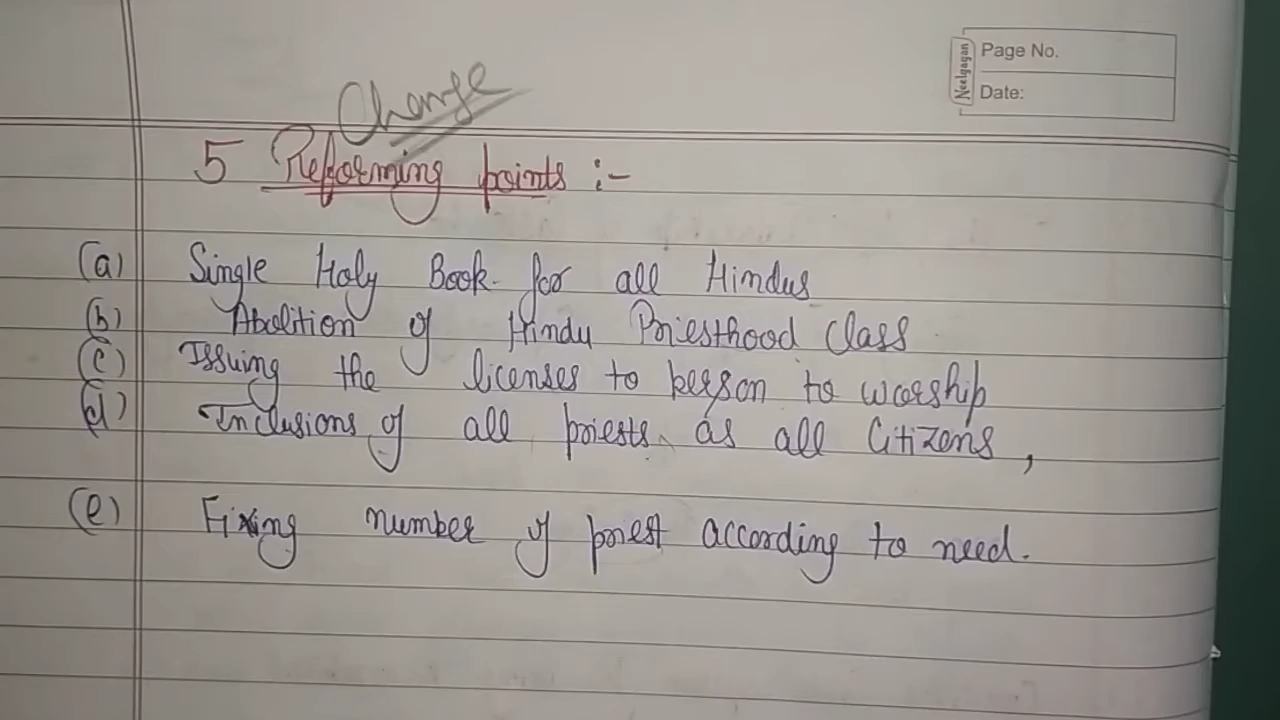 Neelgagan
Page No.
Date:
Change
5 Reforming points :-
(a) Single Holy Book for all Hindus
(b) Abolition of Hindu Priesthood Class
(c) Issuing the licenses to person to worship
(d) Inclusions of all priests as all Citizens,
(e) Fixing number of priest according to need.